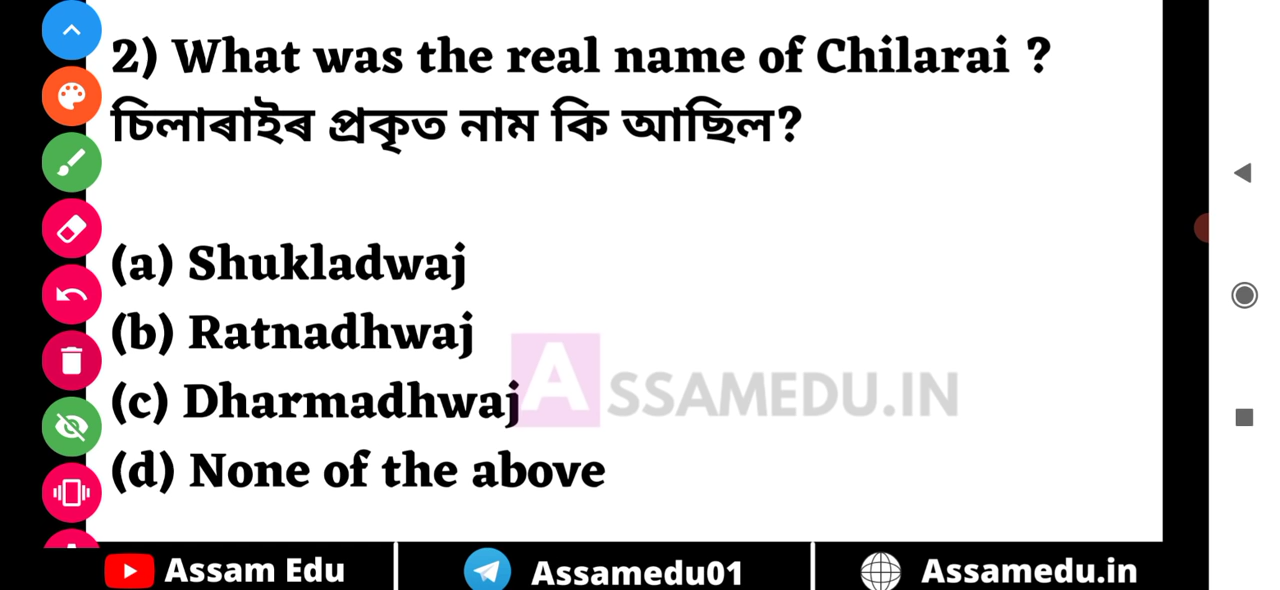 2) What was the real name of Chilarai ?
চিলাৰাইৰ প্ৰকৃত নাম কি আছিল?
(a) Shukladwaj
(b) Ratnadhwaj
(c) Dharmadhwaj
ASSAMEDU.IN
(d) None of the above
Assam Edu
Assamedu01
Assamedu.in